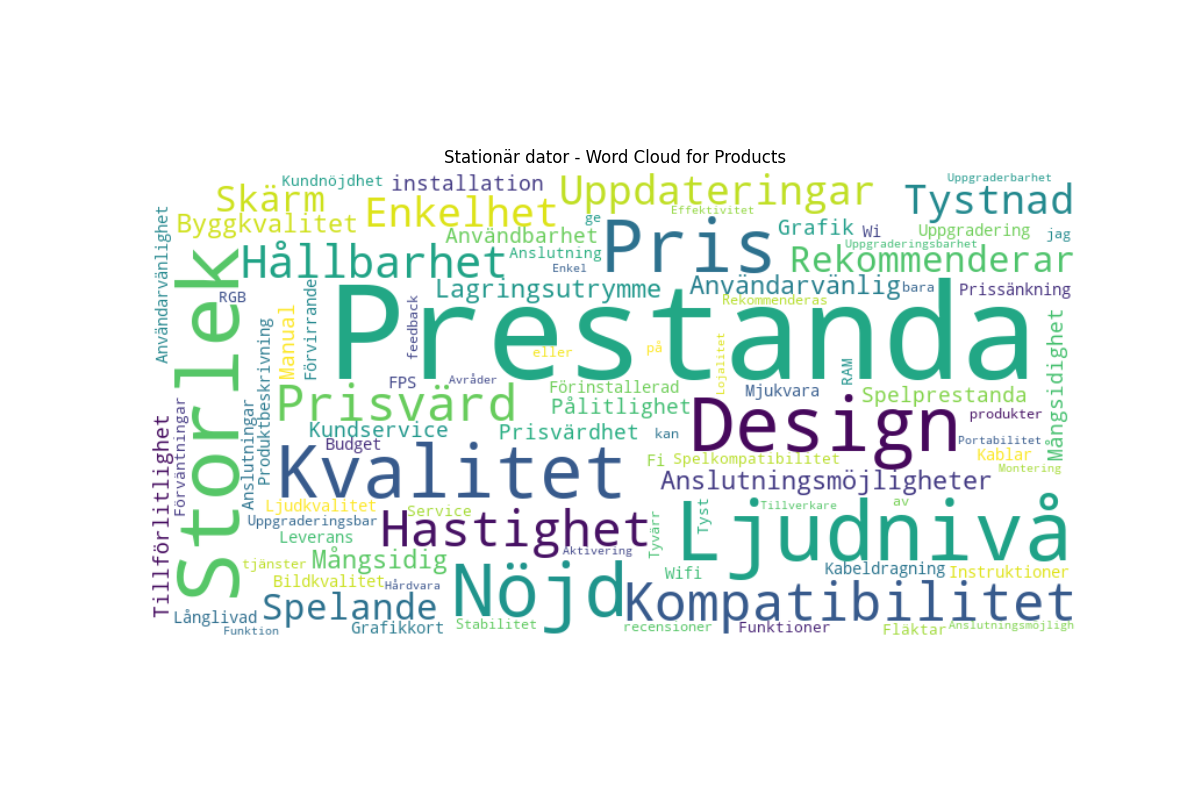 Stationär dator - Word Cloud for Products
Kundnöjdhet
installation
Uppdateringar
Uppgraderbarhet
Skärm
Enkelhet
Effektivitet
Tystnad
Byggkvalitet
ge
Användbarhet
Pris
Grafik
Wi
Uppgradering
jag
Användarvänlighet
Storlek
Hållbarhet
Anslutning
Enkel
Uppgraderingsbarhet
Rekommenderar
RGB
Förvirrande
Lagringsutrymme
Användarvänlig
bara
Prissänkning
Prestanda
Rekommenderas
Manual
feedback
eller
på
Lojalitet
Mångsidighet
Produktbeskrivning
FPS
Avråder
Förinstallerad
Mjukvara
RAM
Spelprestanda
Prisvärd
Pålitlighet
Design
produkter
Tillförlitlighet
Förväntningar
Anslutningar
Kundservice
Prisvärdhet
kan
Budget
Portabilitet
Kvalitet
Fi
Spelkompatibilitet
Kablar
Montering
Anslutningsmöjligheter
Ljudkvalitet
Service
Tyst
Tillverkare
av
Uppgraderingsbar
Hastighet
Tyvärr
Ljudnivå
Leverans
Aktivering
Mångsidig
tjänster
Wifi
Kabeldragning
Instruktioner
Bildkvalitet
Hårdvara
Nöjd
Kompatibilitet
Långlivad
Spelande
Funktion
Grafikkort
Stabilitet
recensioner
Funktioner
Fläktar
Anslutningsmöjligh